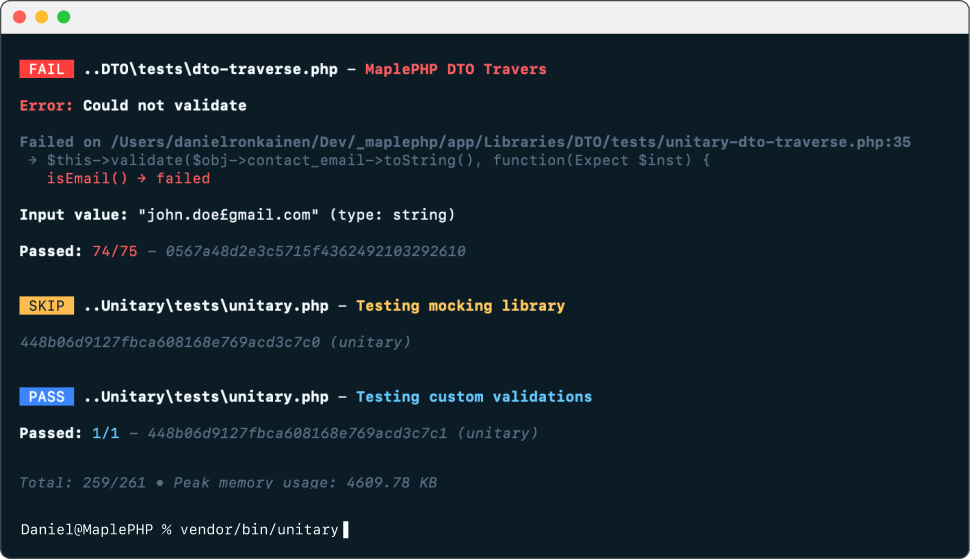 FAIL ..DTO\tests\dto-traverse.php – MaplePHP DTO Travers
Error: Could not validate
Failed on /Users/danielronkainen/Dev/_maplephp/app/Libraries/DTO/tests/unitary-dto-traverse.php:35
→ $this->validate($obj->contact_email->toString(), function(Expect $inst) {
isEmail() → failed
Input value: "john.doe£gmail.com" (type: string)
Passed: 74/75 – 0567a48d2e3c5715f4362492103292610
SKIP ..Unitary\tests\unitary.php – Testing mocking library
448b06d9127fbca608168e769acd3c7c0 (unitary)
PASS ..Unitary\tests\unitary.php – Testing custom validations
Passed: 1/1 – 448b06d9127fbca608168e769acd3c7c1 (unitary)
Total: 259/261 • Peak memory usage: 4609.78 KB
Daniel@MaplePHP % vendor/bin/unitary